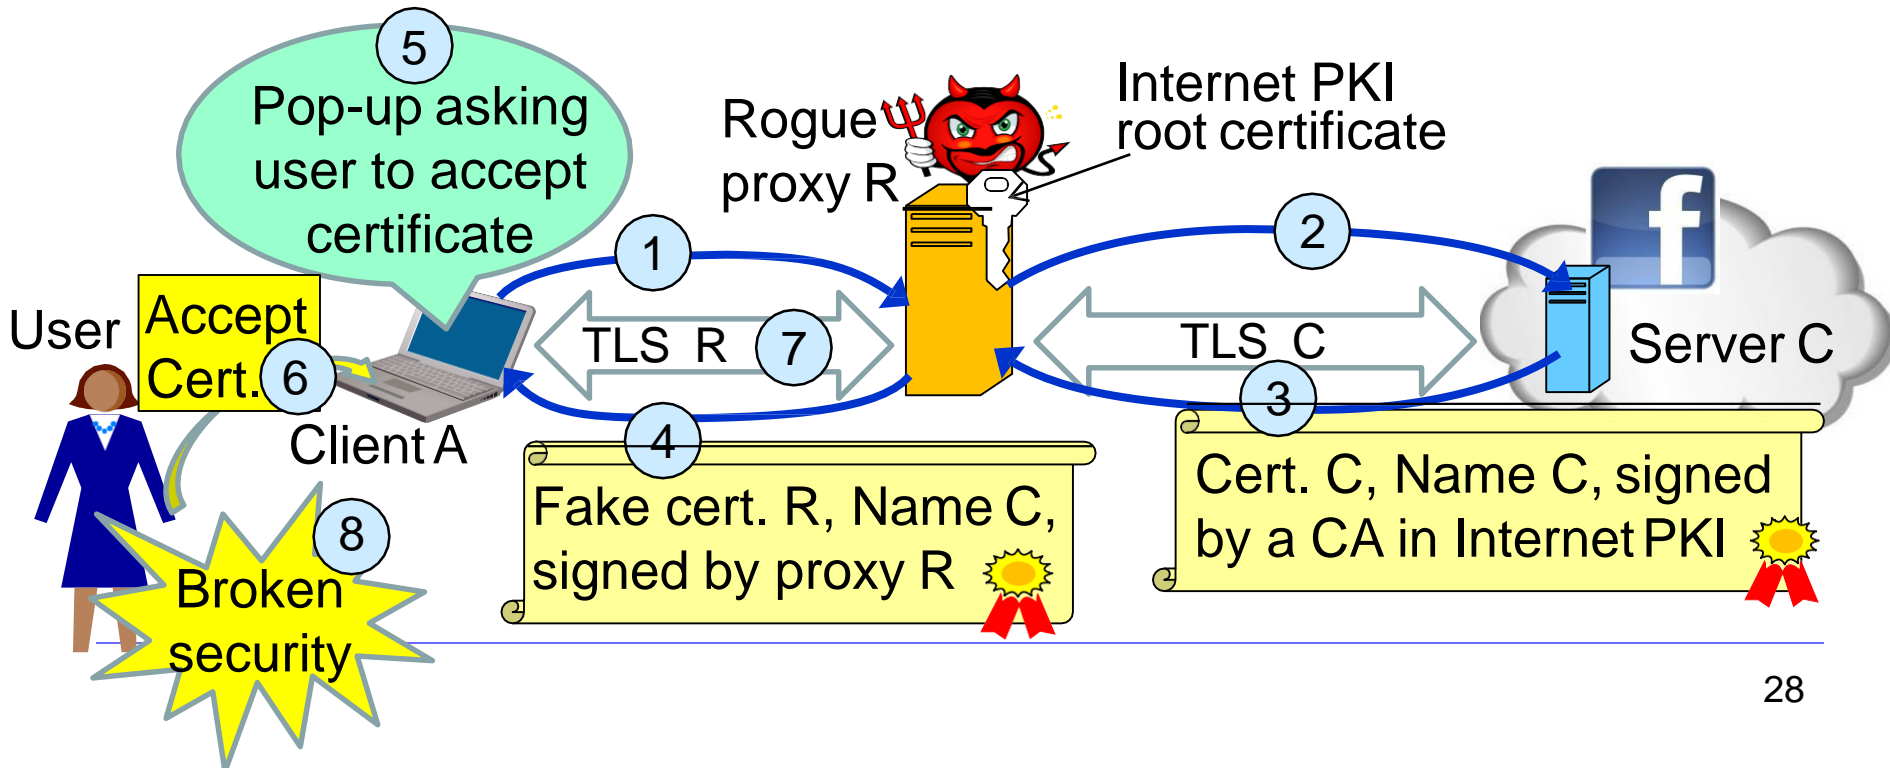 5
Pop-up asking
user to accept
certificate
Rogue
proxy R
Internet PKI
root certificate
1
2
f
User
Accept
Cert.
6
TLS R
7
TLS C
Server C
Client A
4
3
Fake cert. R, Name C,
signed by proxy R
Cert. C, Name C, signed
by a CA in Internet PKI
8
Broken
security
28